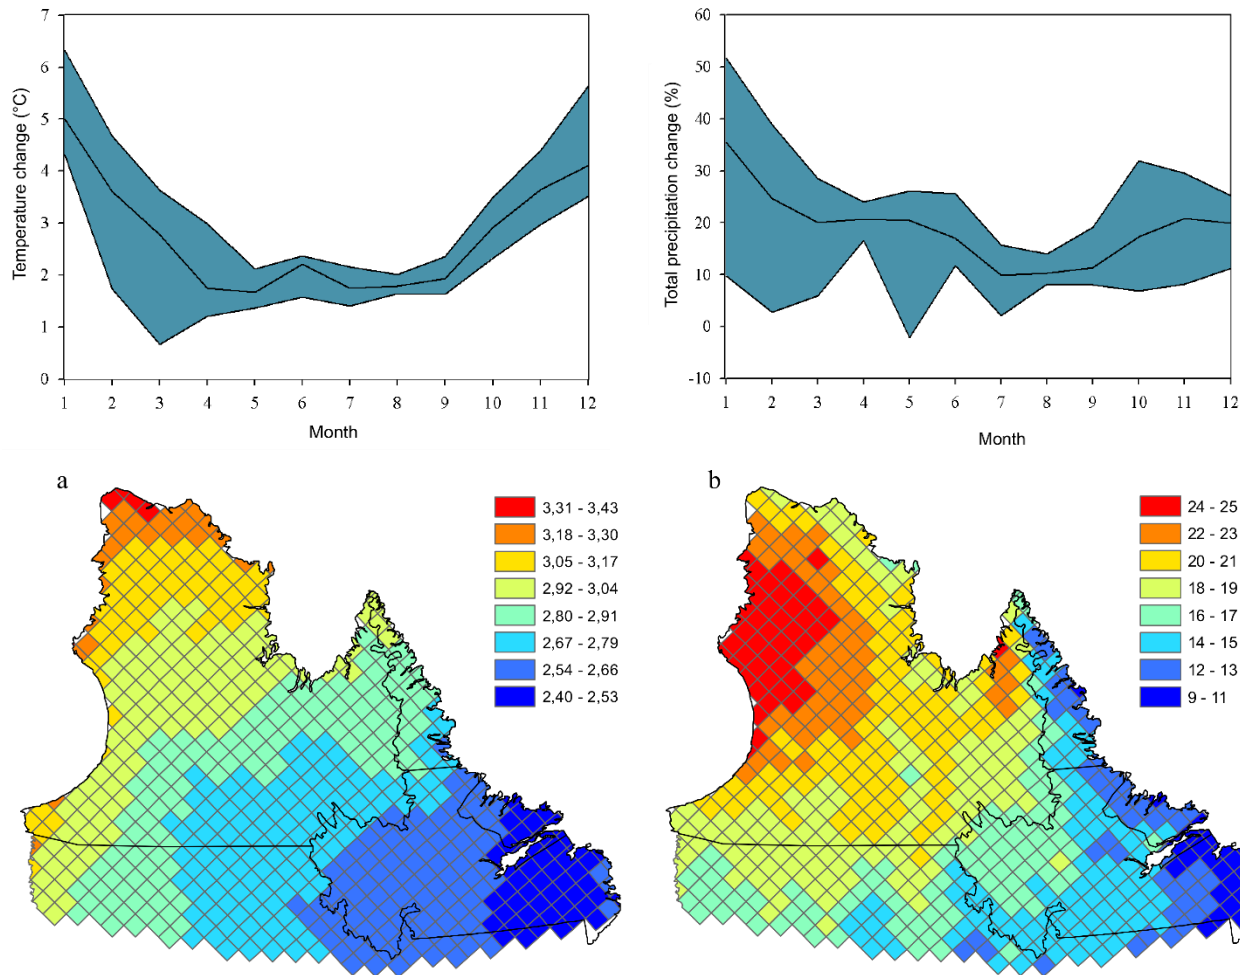 Temperature change (°C)
7
6
5
4
3
2
1
0
1 2 3 4 5 6 7 8 9 10 11 12
Month
Total precipitation change (%)
60
50
40
30
20
10
0
-10
1 2 3 4 5 6 7 8 9 10 11 12
Month
a
3,31 - 3,43
3,18 - 3,30
3,05 - 3,17
2,92 - 3,04
2,80 - 2,91
2,67 - 2,79
2,54 - 2,66
2,40 - 2,53
b
24 - 25
22 - 23
20 - 21
18 - 19
16 - 17
14 - 15
12 - 13
9 - 11